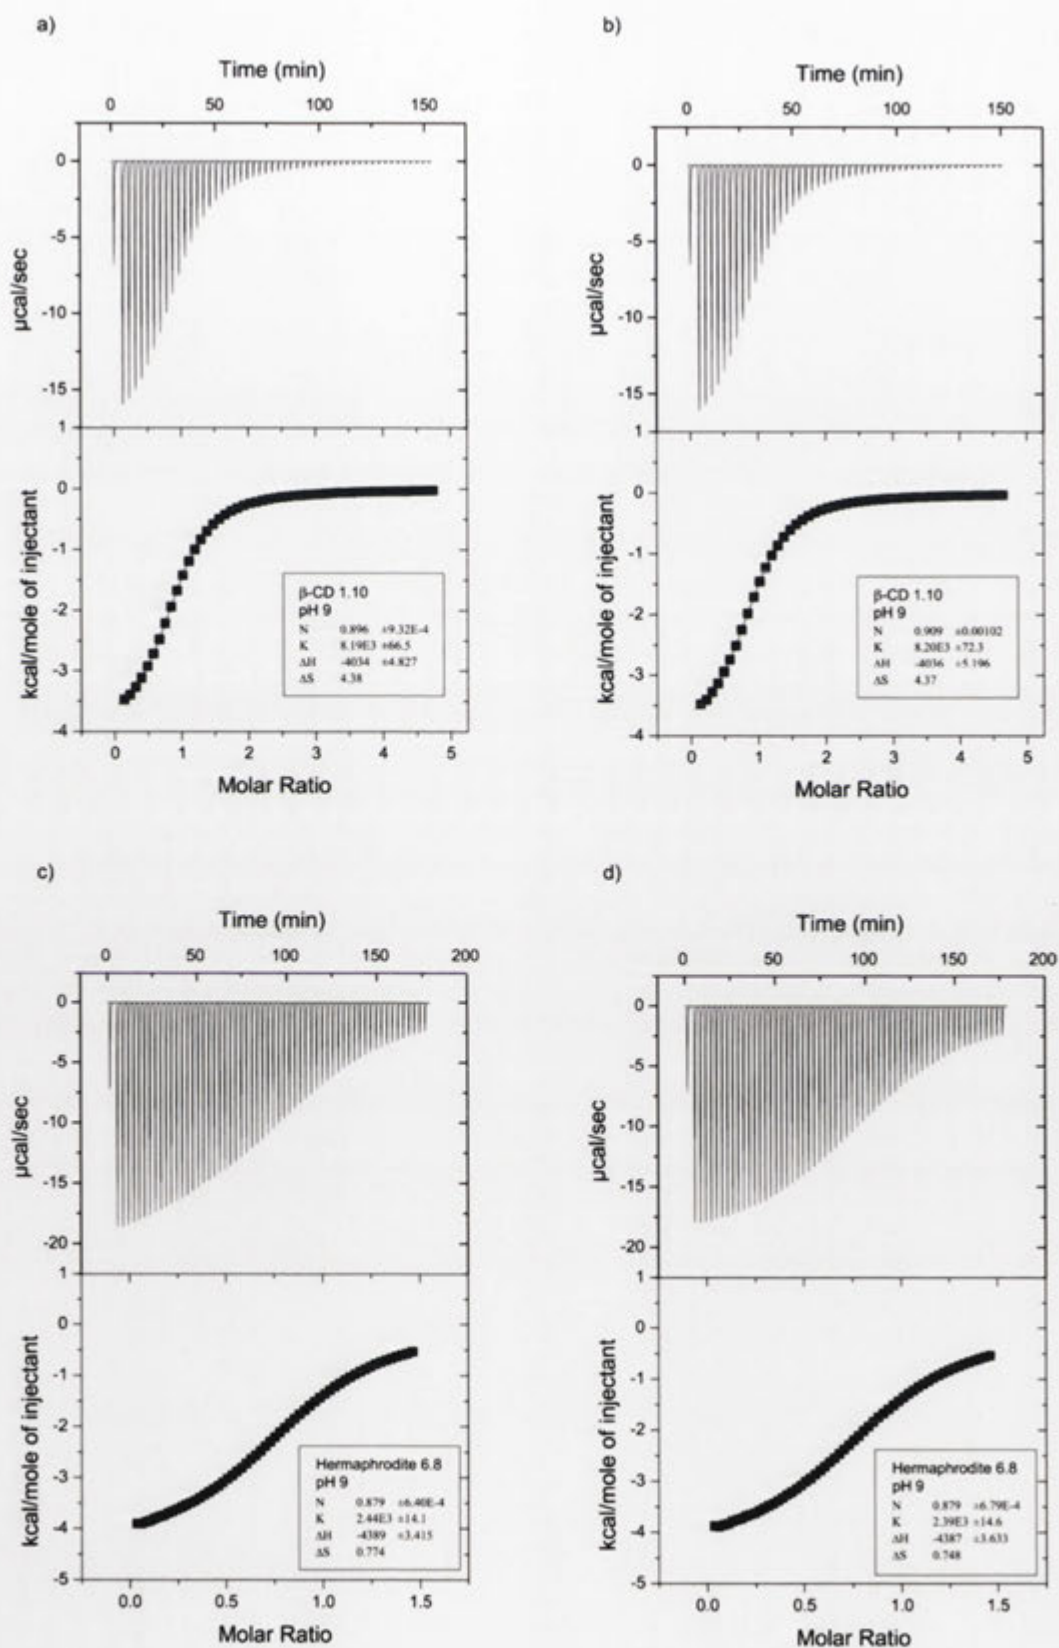 a)
Time (min)
0 50 100 150
0
-5
-10
-15
1
μcal/sec
0
-1
-2
-3
-4
kcal/mole of injectant
β-CD 1.10
pH 9
N 0.896 ±9.32E-4
K 8.19E3 ±66.5
ΔH -4034 ±4.827
ΔS 4.38
0 1 2 3 4 5
Molar Ratio
b)
Time (min)
0 50 100 150
0
-5
-10
-15
1
μcal/sec
0
-1
-2
-3
-4
kcal/mole of injectant
β-CD 1.10
pH 9
N 0.909 ±0.00102
K 8.20E3 ±72.3
ΔH -4036 ±5.196
ΔS 4.37
0 1 2 3 4 5
Molar Ratio
c)
Time (min)
0 50 100 150 200
0
-5
-10
-15
-20
1
μcal/sec
0
-1
-2
-3
-4
-5
kcal/mole of injectant
Hermaphrodite 6.8
pH 9
N 0.879 ±6.40E-4
K 2.44E3 ±14.1
ΔH -4389 ±3.415
ΔS 0.774
0.0 0.5 1.0 1.5
Molar Ratio
d)
Time (min)
0 50 100 150 200
0
-5
-10
-15
-20
1
μcal/sec
0
-1
-2
-3
-4
-5
kcal/mole of injectant
Hermaphrodite 6.8
pH 9
N 0.879 ±6.79E-4
K 2.39E3 ±14.6
ΔH -4387 ±3.633
ΔS 0.748
0.0 0.5 1.0 1.5
Molar Ratio